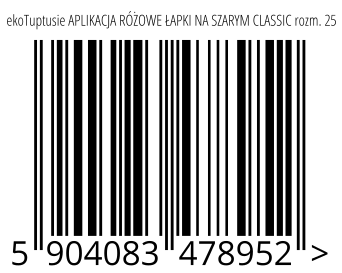 ekoTuptusie APLIKACJA RÓŻOWE ŁAPKI NA SZARYM CLASSIC rozm. 25
5 904083 478952 >